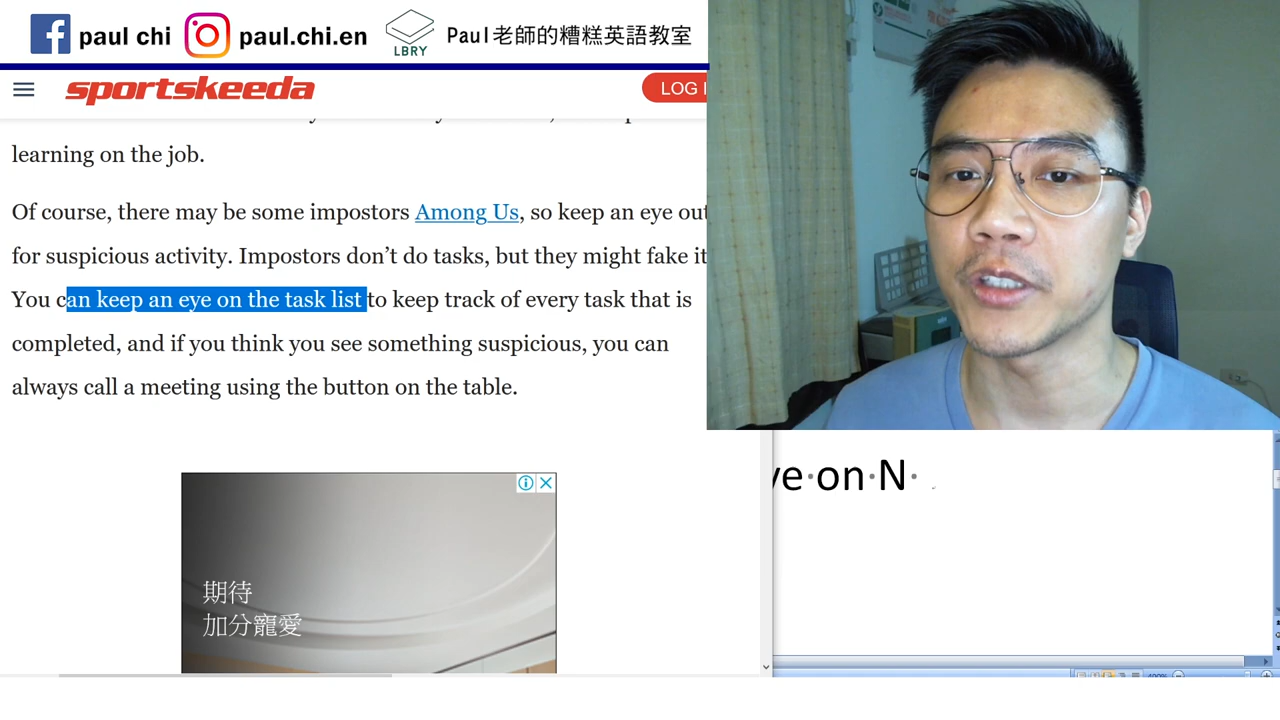 paul chi
paul.chi.en
LBRY
Paul老師的糟糕英語教室
sportskeeda
LOG
learning on the job.
Of course, there may be some impostors Among Us, so keep an eye out
for suspicious activity. Impostors don’t do tasks, but they might fake it
You can keep an eye on the task list to keep track of every task that is
completed, and if you think you see something suspicious, you can
always call a meeting using the button on the table.
ye·on·N·
期待
加分寵愛
400%